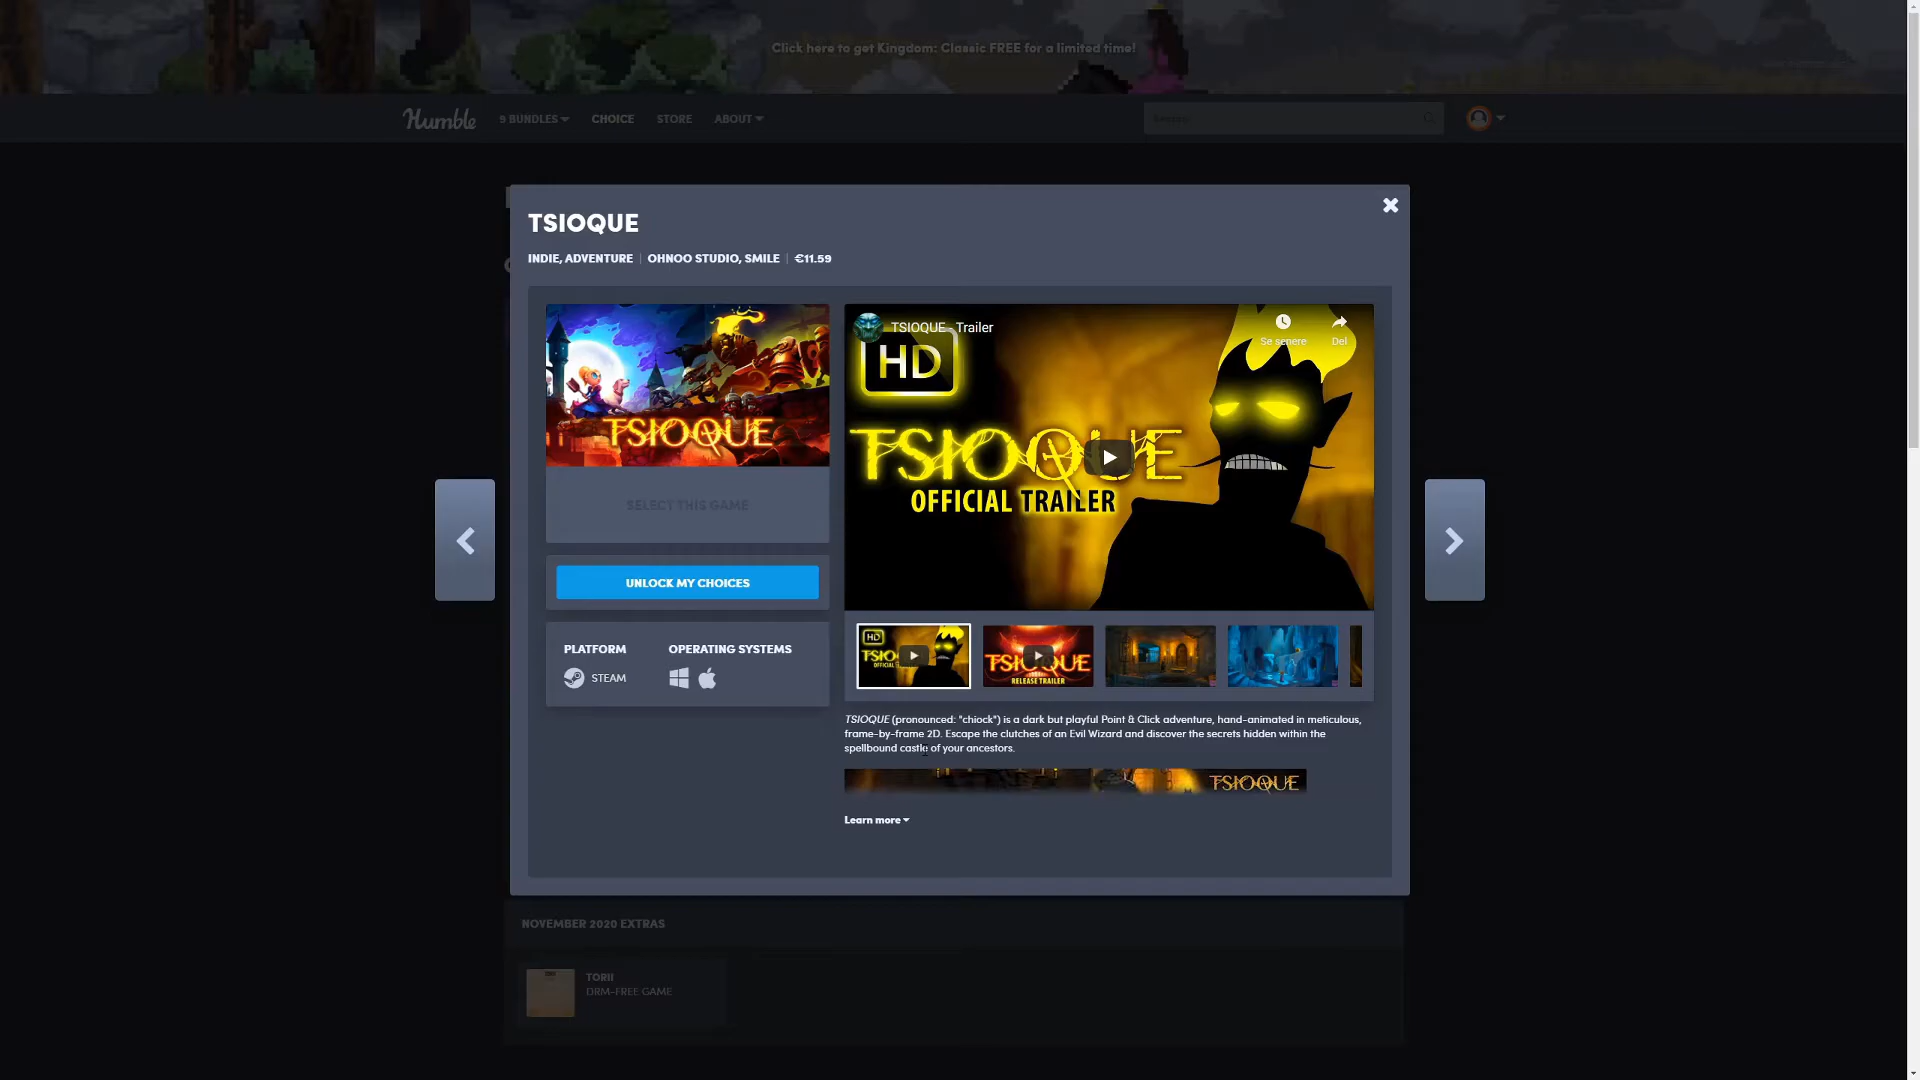 Click here to get Kingdom: Classic FREE for a limited time!
Humble
9 BUNDLES
CHOICE
STORE
ABOUT
TSIOQUE
INDIE, ADVENTURE | OHNOO STUDIO, SMILE | €11.59
TSIOQUE
SELECT THIS GAME
UNLOCK MY CHOICES
PLATFORM
OPERATING SYSTEMS
STEAM
TSIOQUE - Trailer
Se senere
Del
HD
TSIOQUE
OFFICIAL TRAILER
HD
TSIOQUE
RELEASE TRAILER
TSIOQUE (pronounced: "chiock") is a dark but playful Point & Click adventure, hand-animated in meticulous,
frame-by-frame 2D. Escape the clutches of an Evil Wizard and discover the secrets hidden within the
spellbound castle of your ancestors.
TSIOQUE
Learn more
NOVEMBER 2020 EXTRAS
TORII
DRM-FREE GAME